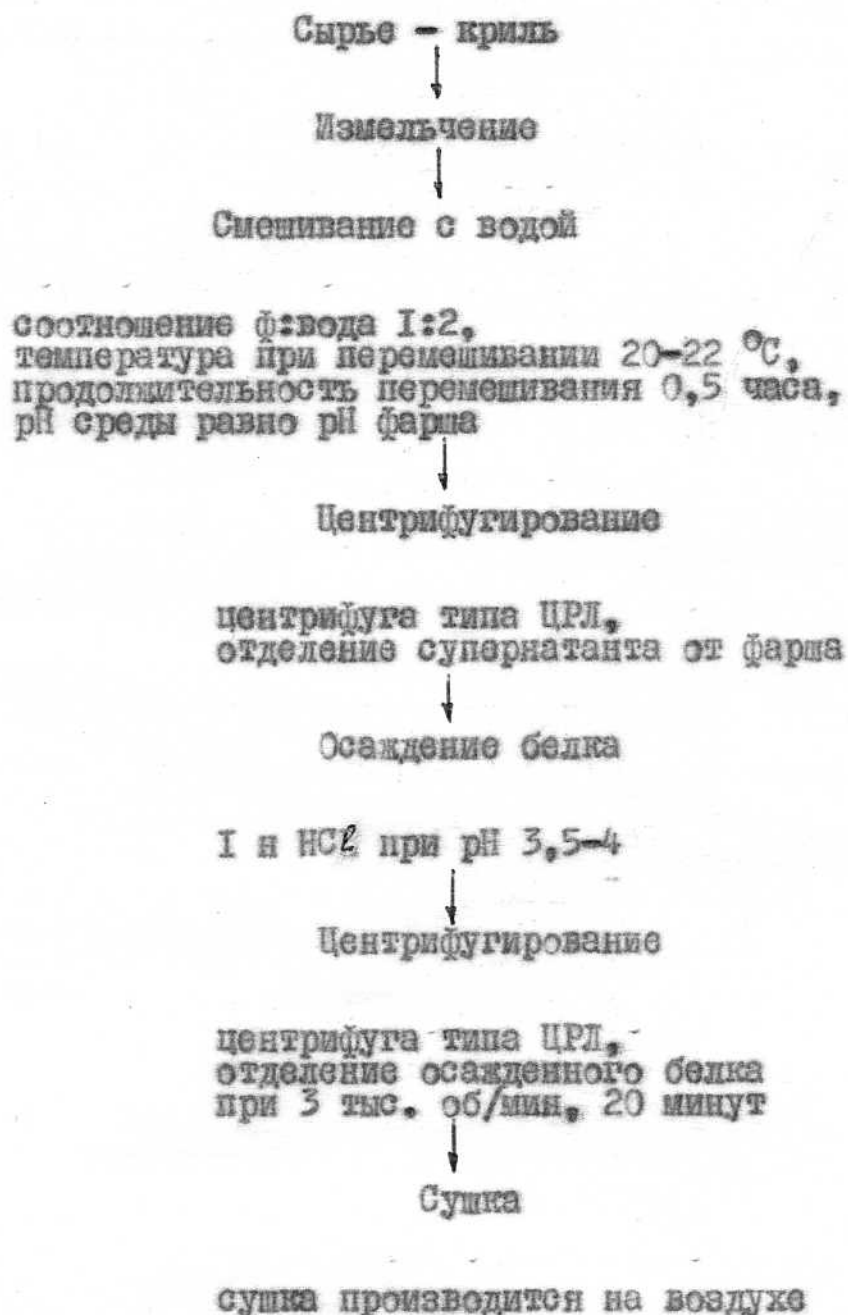 Сырье - криль
Измельчение
Смешивание с водой
соотношение ф:вода I:2,
температура при перемешивании 20-22 °С,
продолжительность перемешивания 0,5 часа,
рН среды равно рН фарша
Центрифугирование
центрифуга типа ЦРЛ,
отделение супернатанта от фарша
Осаждение белка
I н HCl при рН 3,5-4
Центрифугирование
центрифуга типа ЦРЛ,
отделение осажденного белка
при 3 тыс. об/мин, 20 минут
Сушка
сушка производится на воздухе